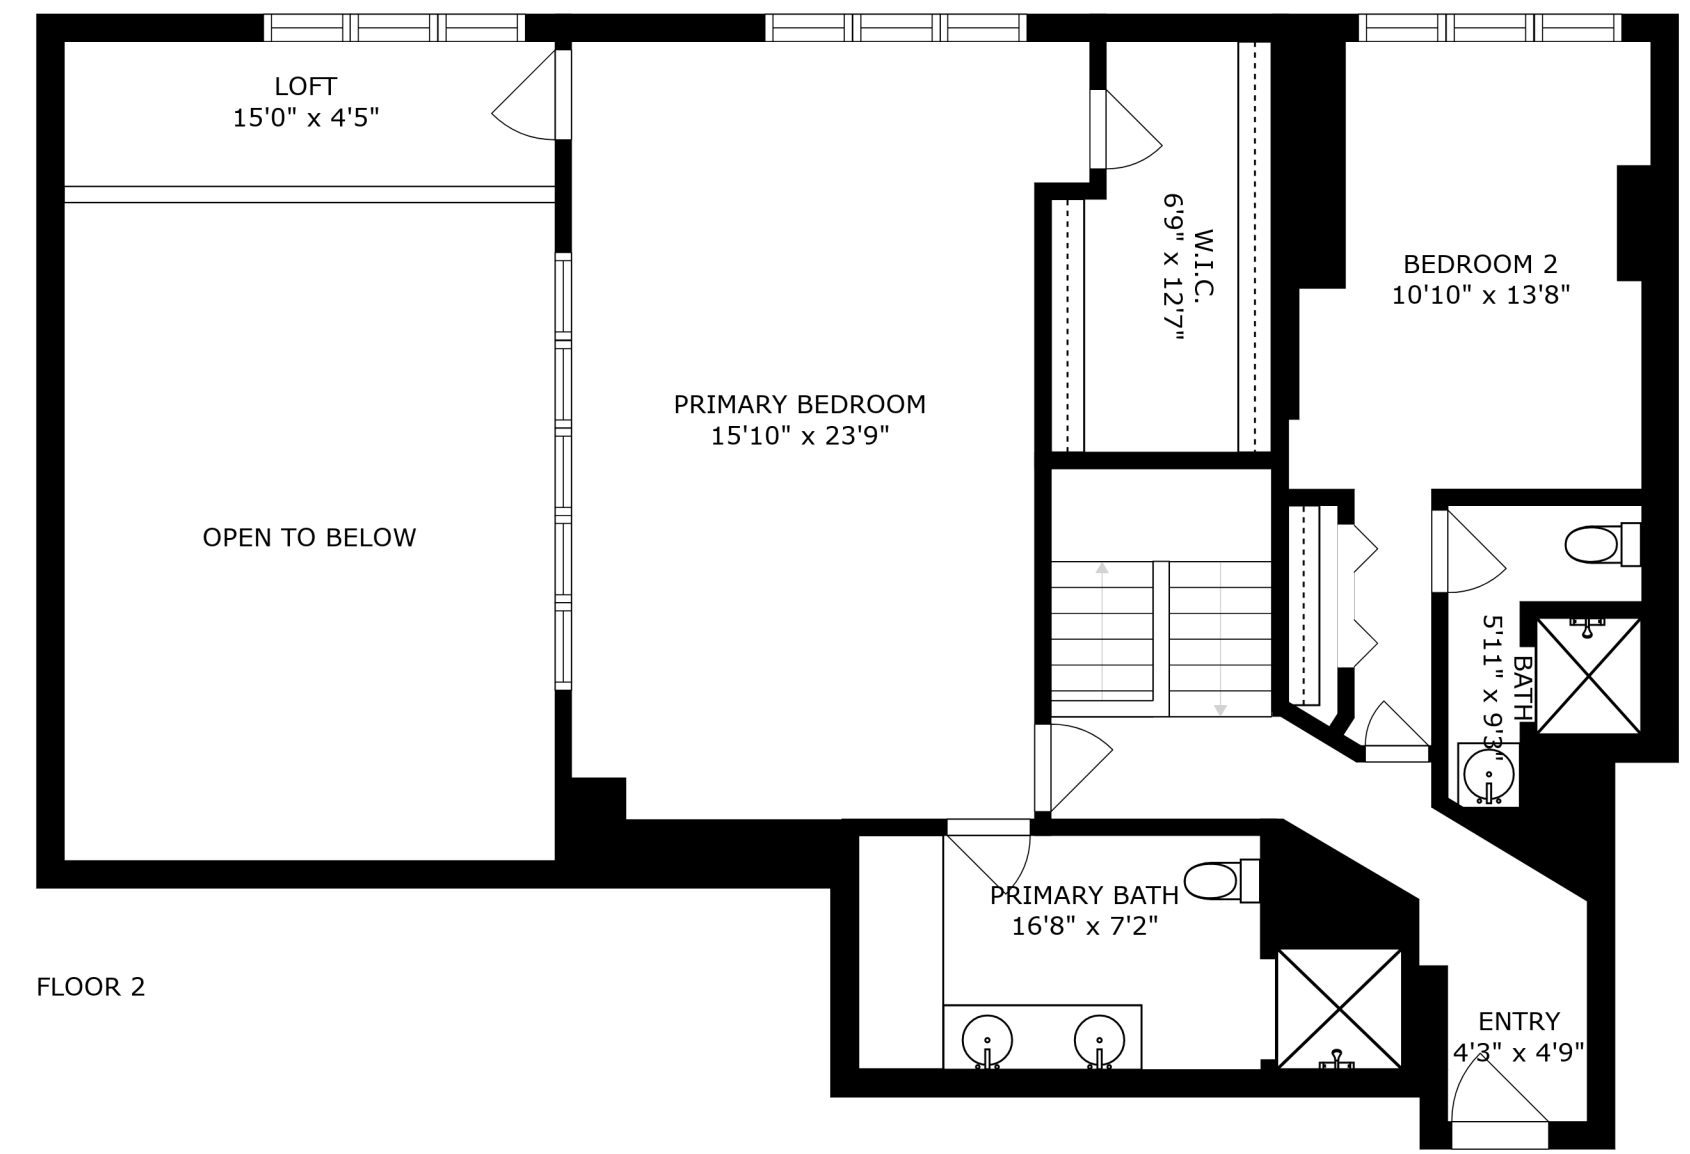 LOFT
15'0" x 4'5"
W.I.C.
6'9" x 12'7"
BEDROOM 2
10'10" x 13'8"
PRIMARY BEDROOM
15'10" x 23'9"
OPEN TO BELOW
BATH
5'11" x 9'3"
PRIMARY BATH
16'8" x 7'2"
FLOOR 2
ENTRY
4'3" x 4'9"